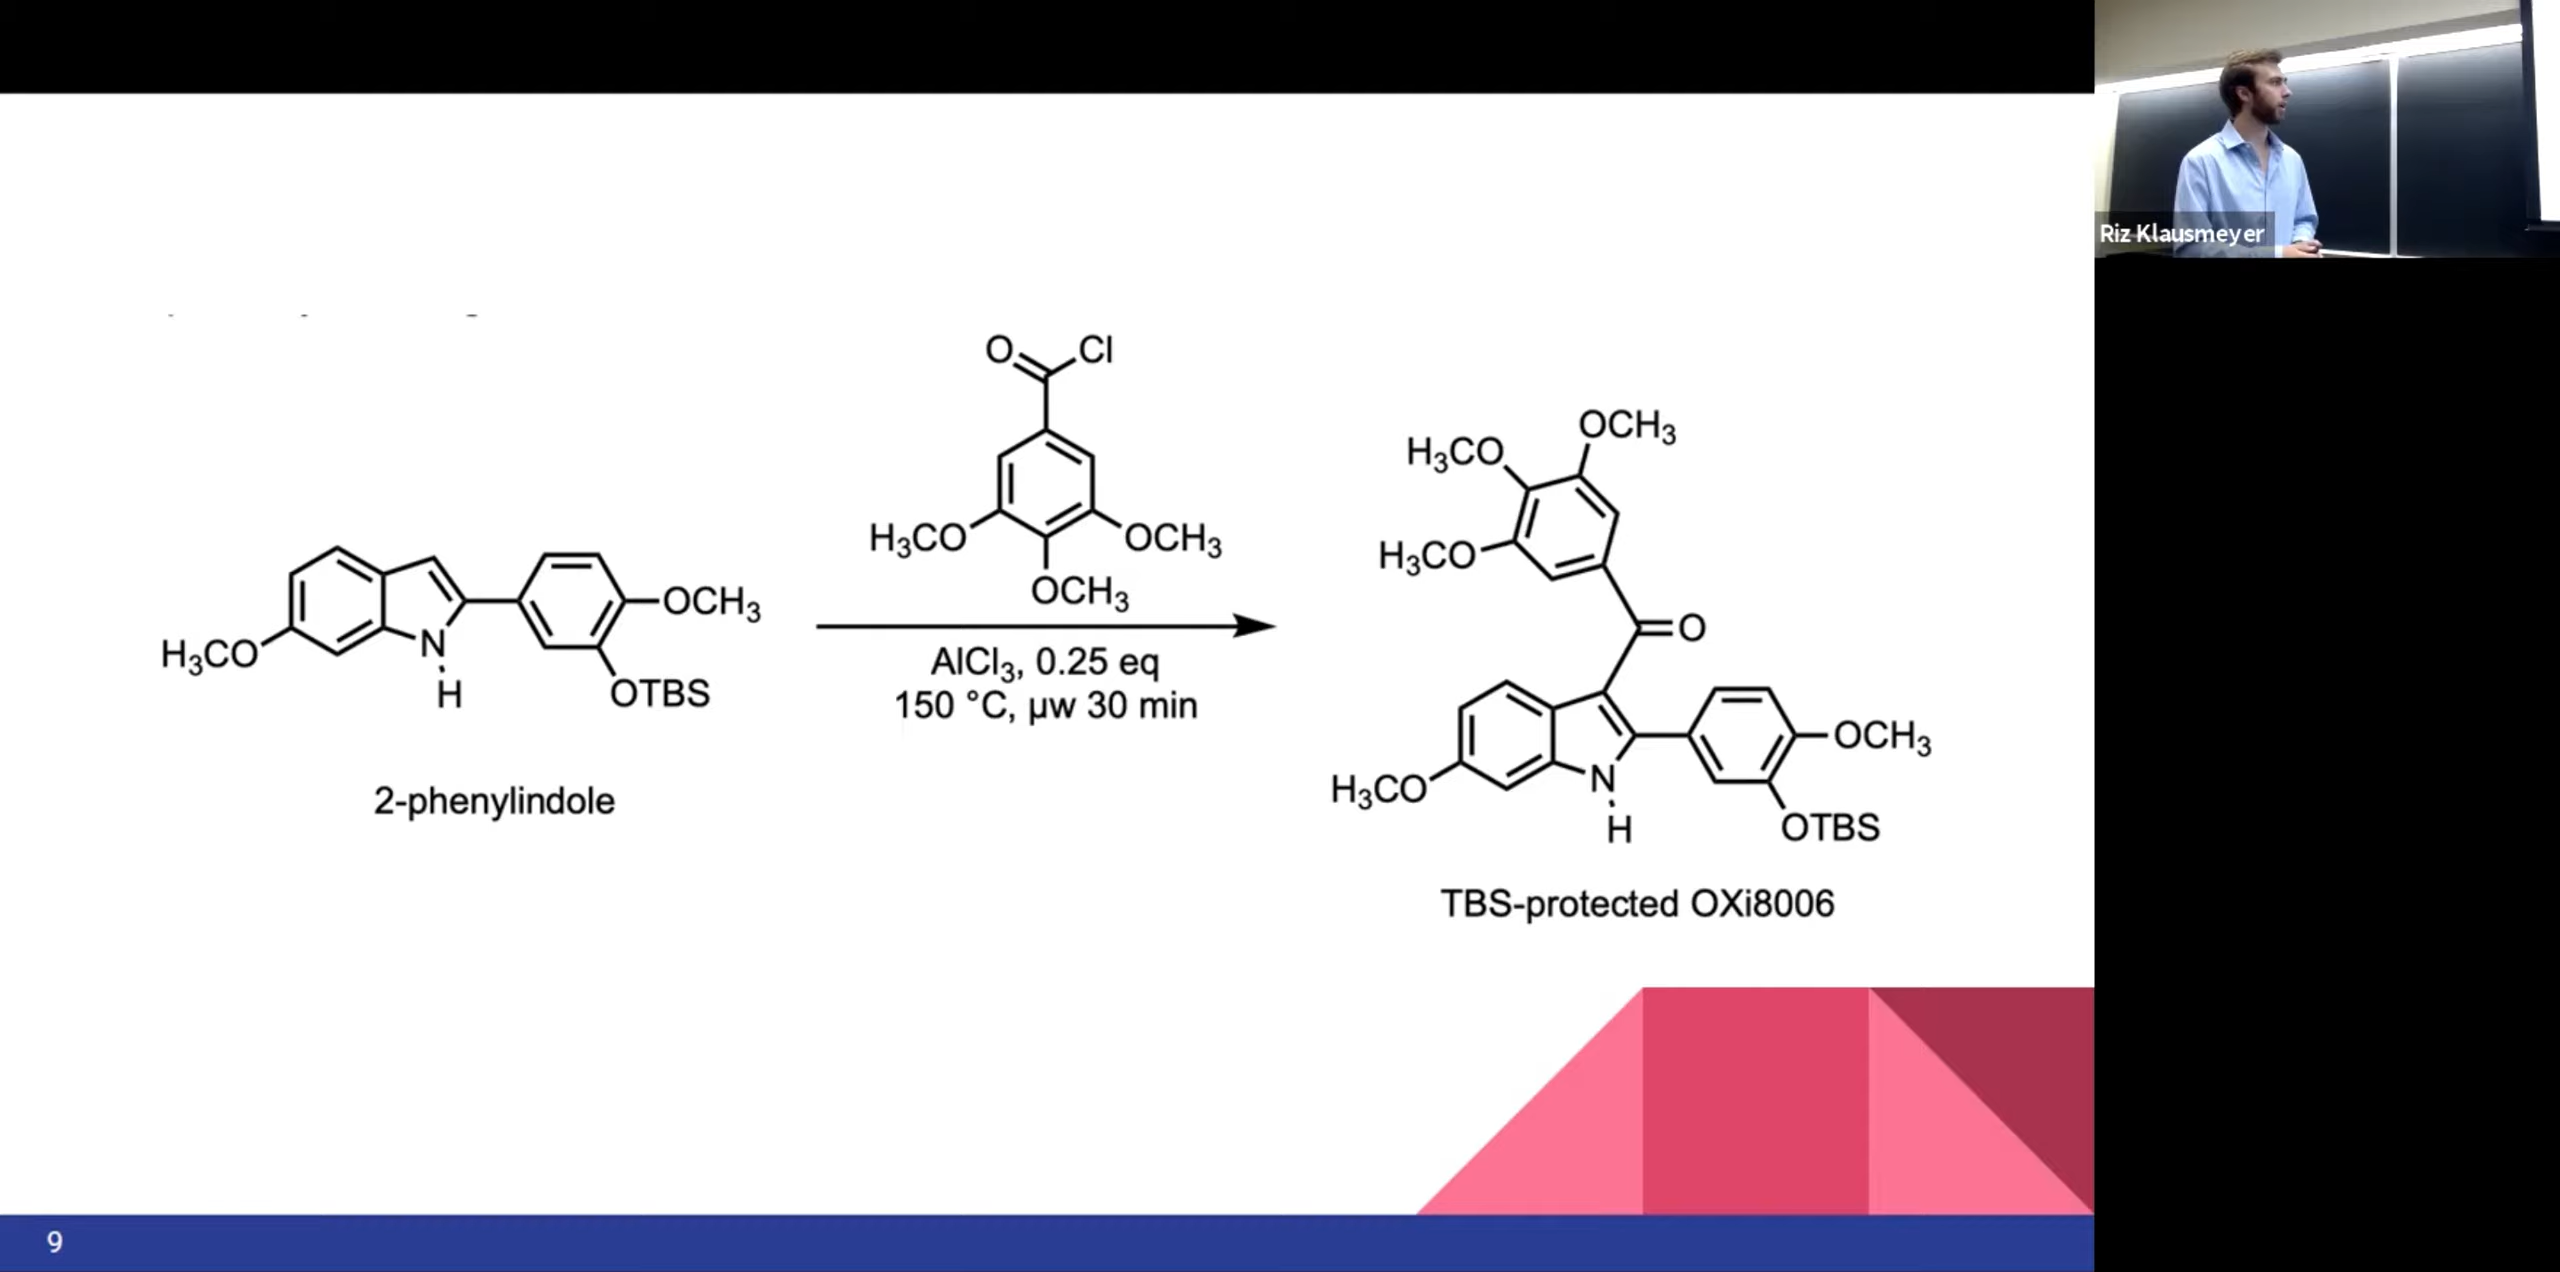 O
Cl
H₃CO
OCH₃
OCH₃
H₃CO
N
H
OCH₃
OTBS
2-phenylindole
AlCl₃, 0.25 eq
150 °C, µw 30 min
OCH₃
H₃CO
H₃CO
O
H₃CO
N
H
OCH₃
OTBS
TBS-protected OXi8006
Riz Klausmeyer
9